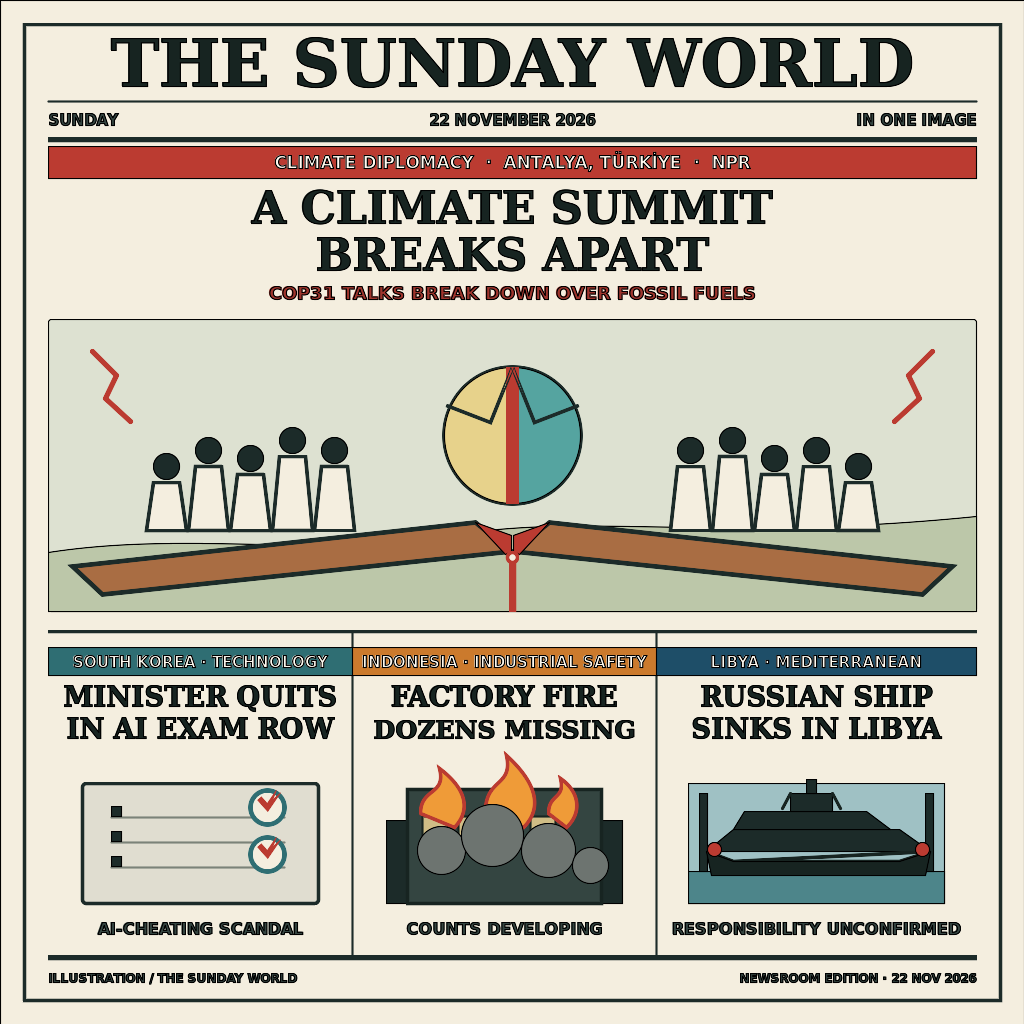 THE SUNDAY WORLD
SUNDAY
22 NOVEMBER 2026
IN ONE IMAGE
CLIMATE DIPLOMACY · ANTALYA, TÜRKİYE · NPR
A CLIMATE SUMMIT
BREAKS APART
COP31 TALKS BREAK DOWN OVER FOSSIL FUELS
SOUTH KOREA · TECHNOLOGY
MINISTER QUITS
IN AI EXAM ROW
AI-CHEATING SCANDAL
INDONESIA · INDUSTRIAL SAFETY
FACTORY FIRE
DOZENS MISSING
COUNTS DEVELOPING
LIBYA · MEDITERRANEAN
RUSSIAN SHIP
SINKS IN LIBYA
RESPONSIBILITY UNCONFIRMED
ILLUSTRATION / THE SUNDAY WORLD
NEWSROOM EDITION · 22 NOV 2026